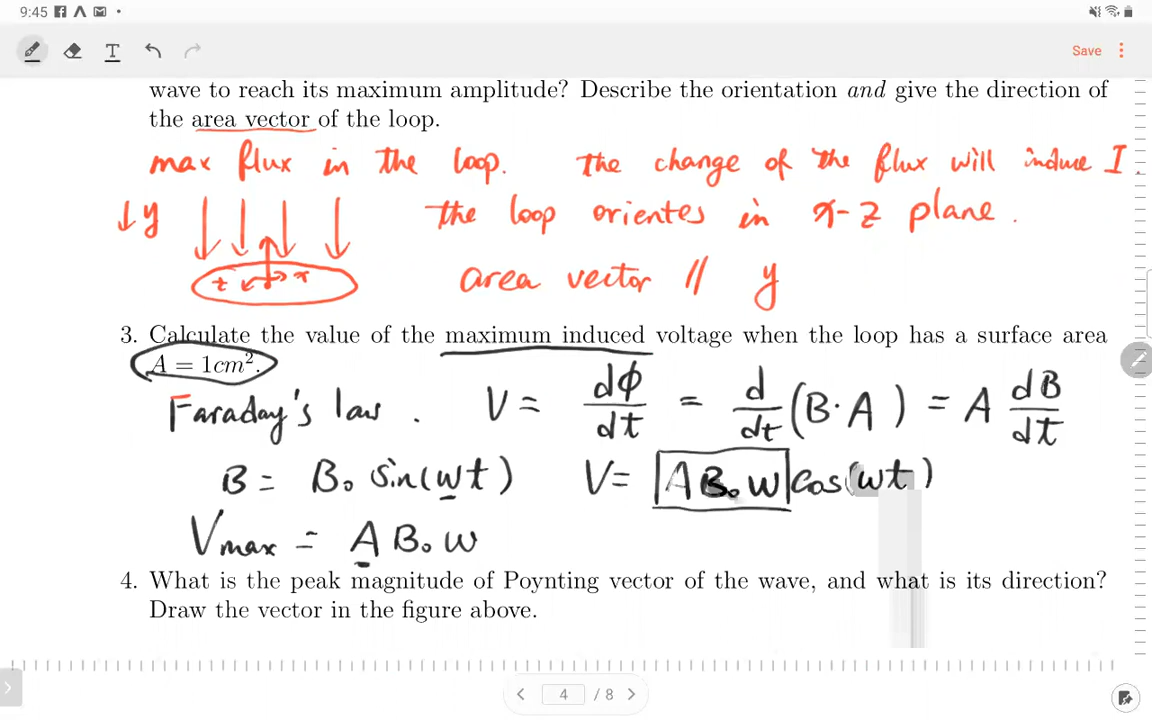 9:45
Save
wave to reach its maximum amplitude? Describe the orientation and give the direction of
the area vector of the loop.
max flux in the loop. The change of the flux will induce I.
↓y the loop orientes in x-z plane.
z x
area vector // y
3. Calculate the value of the maximum induced voltage when the loop has a surface area
A = 1cm².
Faraday's law. V = dϕ/dt = d/dt (B·A) = A dB/dt
B = B₀ sin(wt) V = AB₀w cos(wt)
Vmax = AB₀w
4. What is the peak magnitude of Poynting vector of the wave, and what is its direction?
Draw the vector in the figure above.
4 / 8